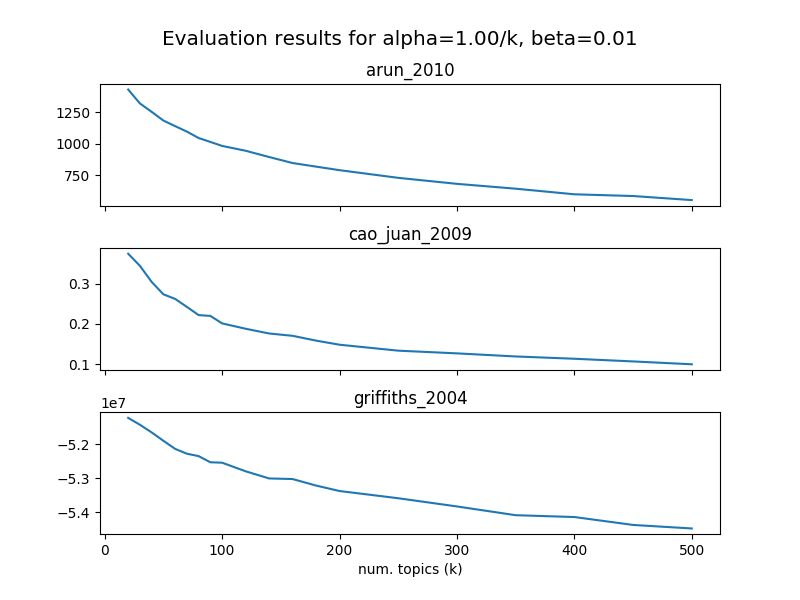 Evaluation results for alpha=1.00/k, beta=0.01
arun_2010
1250
1000
750
cao_juan_2009
0.3
0.2
0.1
1e7
griffiths_2004
−5.2
−5.3
−5.4
0 100 200 300 400 500
num. topics (k)